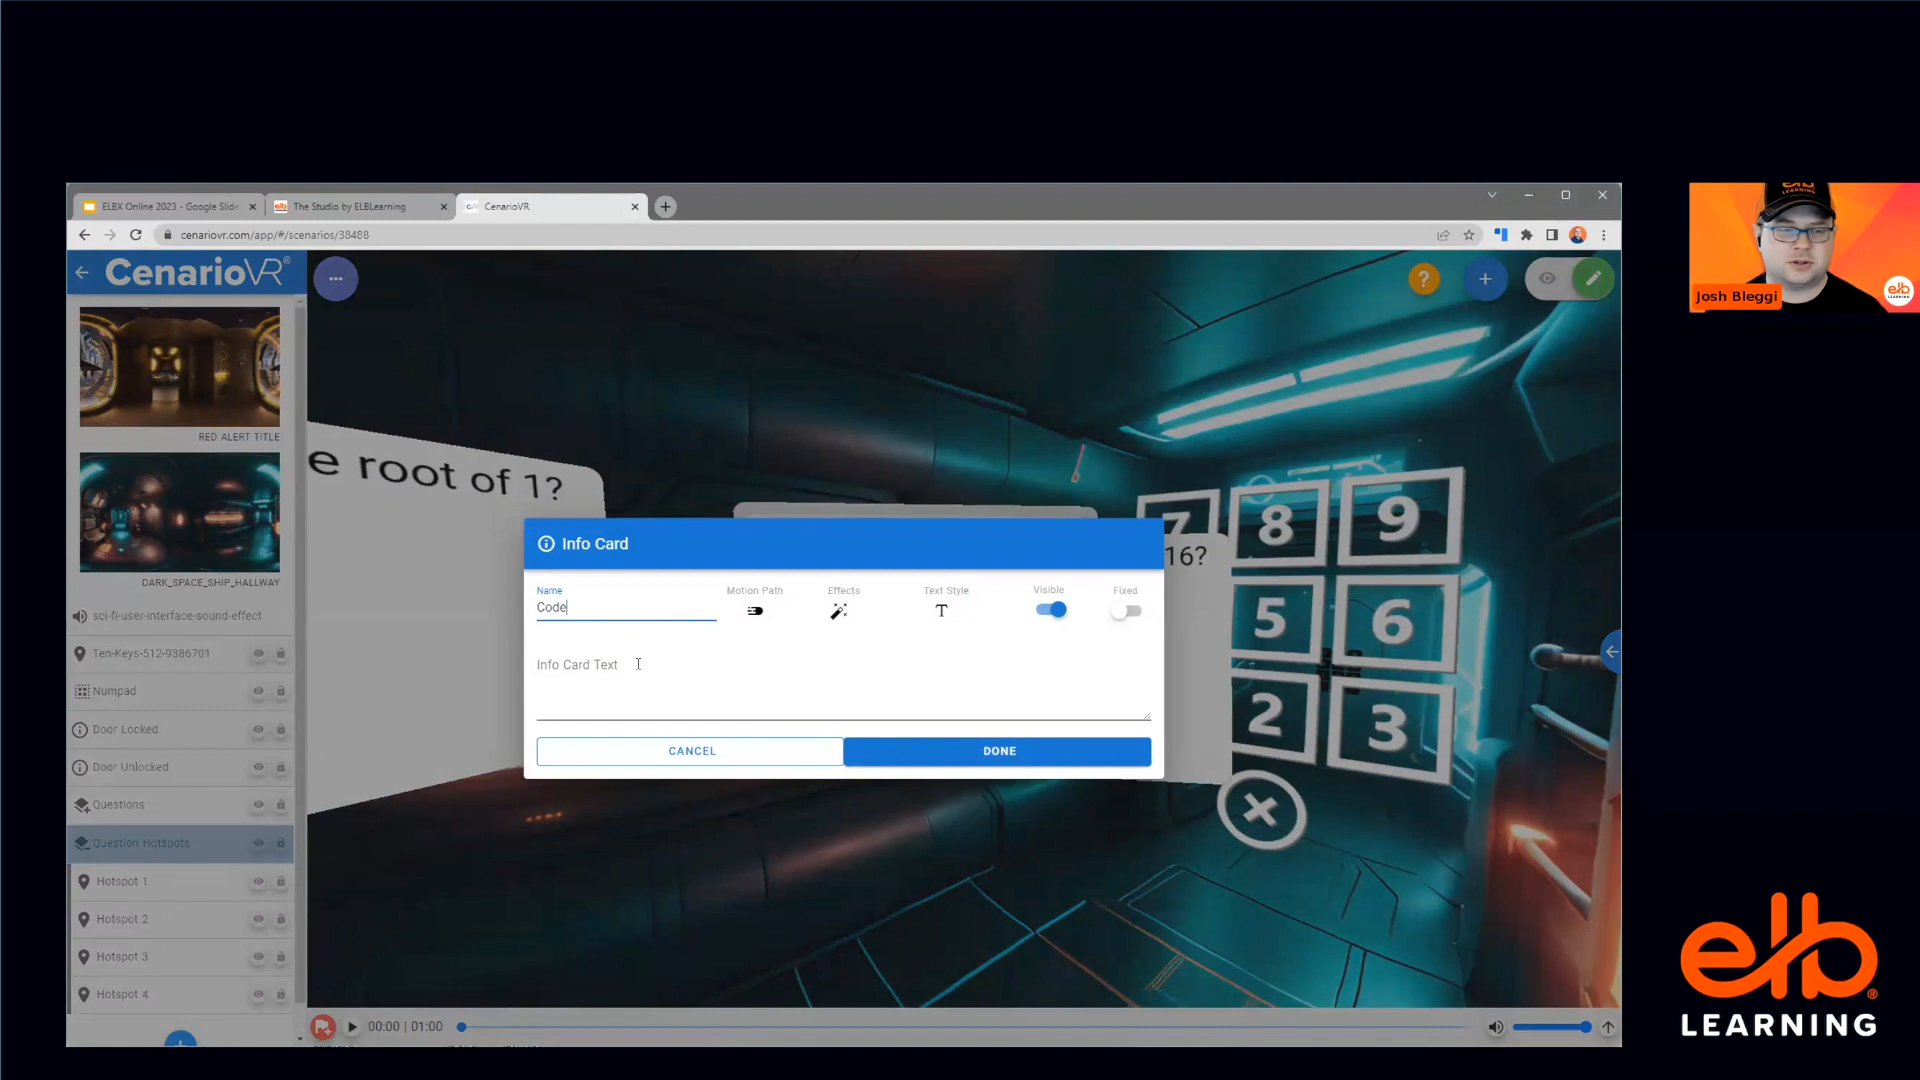 ELBX Online 2023 - Google Slide
elb
The Studio by ELBLearning
CenarioVR
cenariovr.com/app/#/scenarios/38488
CenarioVR®
RED ALERT TITLE
DARK_SPACE_SHIP_HALLWAY
sci-fi-user-interface-sound-effect
Ten-Keys-512-9386701
Numpad
Door Locked
Door Unlocked
Questions
Question Hotspots
Hotspot 1
Hotspot 2
Hotspot 3
Hotspot 4
?
e root of 1?
16?
7 8 9
5 6
2 3
Info Card
Name
Code
Motion Path
Effects
Text Style
T
Visible
Fixed
Info Card Text
CANCEL
DONE
00:00 | 01:00
Josh Bleggi
elb
LEARNING
elb®
LEARNING